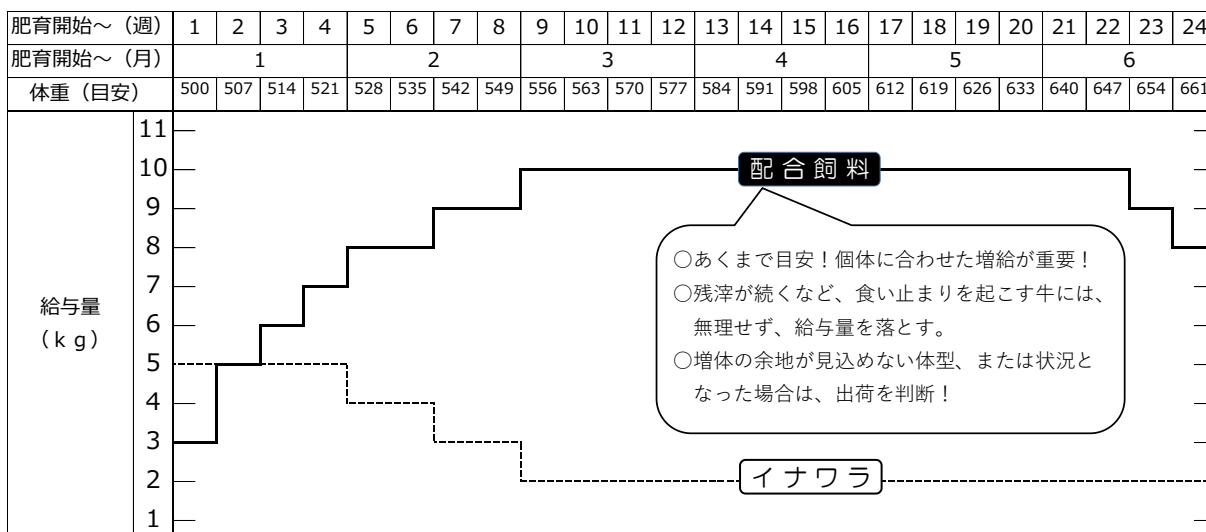 肥育開始～（週） 1 2 3 4 5 6 7 8 9 10 11 12 13 14 15 16 17 18 19 20 21 22 23 24
肥育開始～（月） 1 2 3 4 5 6
体重（目安） 500 507 514 521 528 535 542 549 556 563 570 577 584 591 598 605 612 619 626 633 640 647 654 661
11
10
9
8
7
6
5
4
3
2
1
給与量
（ｋｇ）
配合飼料
○あくまで目安！個体に合わせた増給が重要！
○残滓が続くなど、食い止まりを起こす牛には、
無理せず、給与量を落とす。
○増体の余地が見込めない体型、または状況と
なった場合は、出荷を判断！
イナワラ